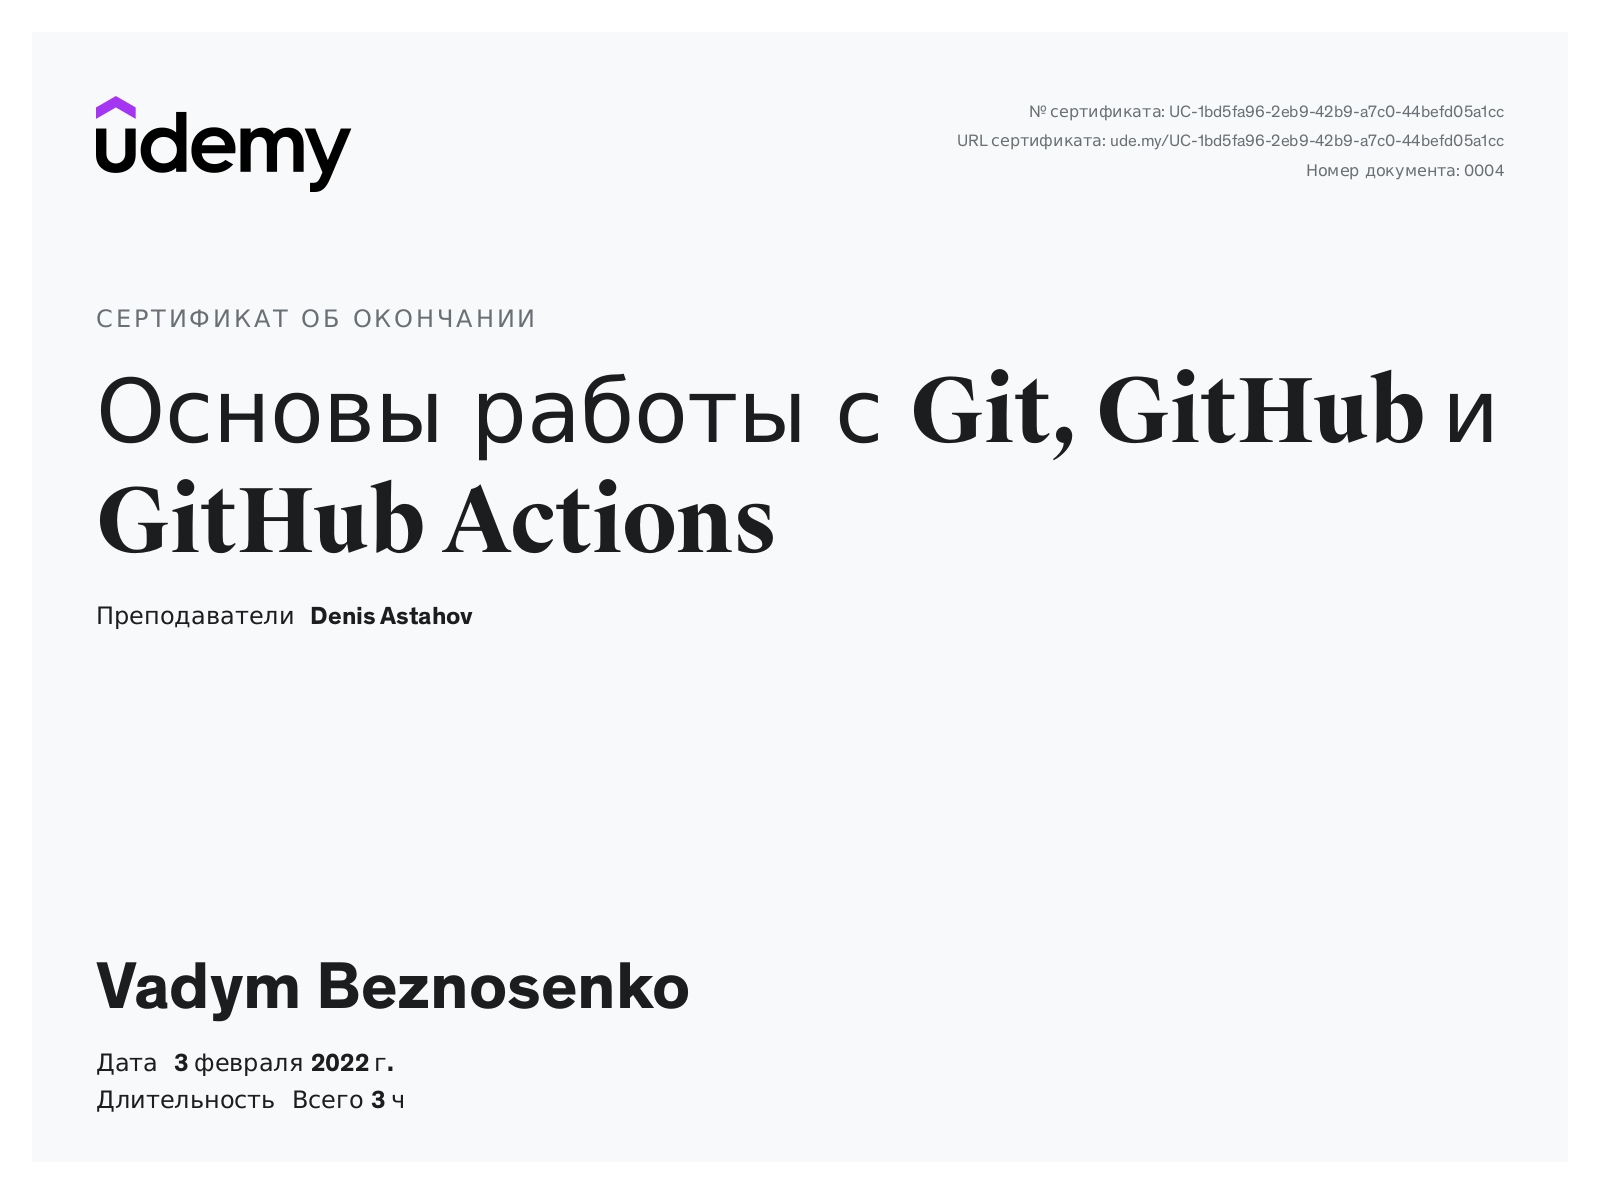 udemy
№ сертификата: UC-1bd5fa96-2eb9-42b9-a7c0-44befd05a1cc
URL сертификата: ude.my/UC-1bd5fa96-2eb9-42b9-a7c0-44befd05a1cc
Номер документа: 0004
СЕРТИФИКАТ ОБ ОКОНЧАНИИ
Основы работы с Git, GitHub и
GitHub Actions
Преподаватели Denis Astahov
Vadym Beznosenko
Дата 3 февраля 2022 г.
Длительность Всего 3 ч